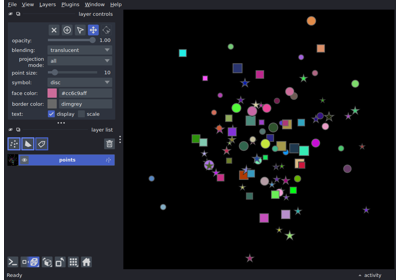 File View Layers Plugins Window Help
layer controls
opacity: 1.00
blending: translucent
projection mode: all
point size: 10
symbol: disc
face color: #cc6c9aff
border color: dimgrey
text: display scale
layer list
points
Ready
activity